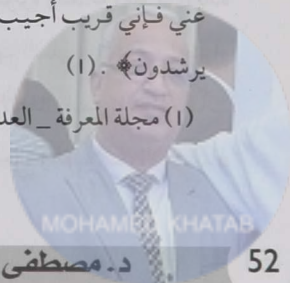 عني فإني قريب أجيب
يرشدون﴾ . (١)
(١) مجلة المعرفة _ العد
MOHAMED KHATAB
52 د. مصطفى